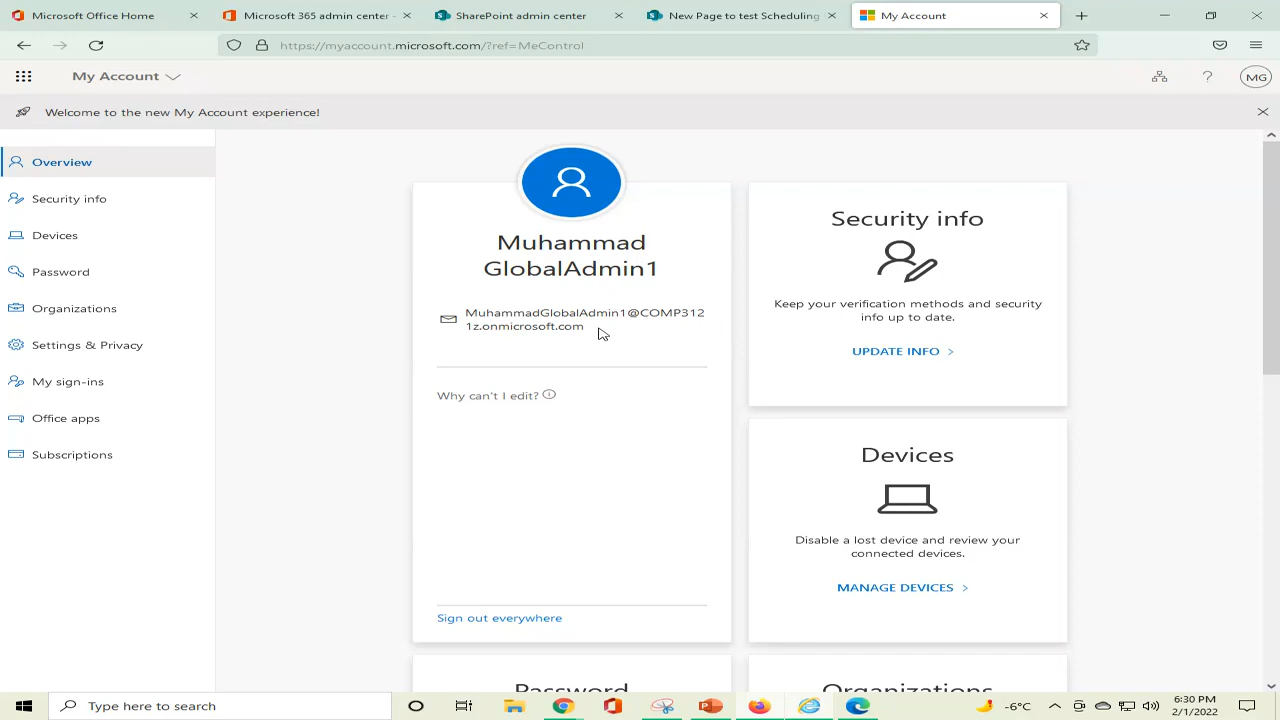 Microsoft Office Home
Microsoft 365 admin center -
SharePoint admin center
New Page to test Scheduling
My Account
https://myaccount.microsoft.com/?ref=MeControl
My Account
MG
Welcome to the new My Account experience!
Overview
Security info
Devices
Password
Organizations
Settings & Privacy
My sign-ins
Office apps
Subscriptions
Muhammad
GlobalAdmin1
MuhammadGlobalAdmin1@COMP312
1z.onmicrosoft.com
Why can't I edit?
Sign out everywhere
Security info
Keep your verification methods and security
info up to date.
UPDATE INFO >
Devices
Disable a lost device and review your
connected devices.
MANAGE DEVICES >
Password
Organizations
Type here to search
-6°C
6:30 PM
2/1/2022